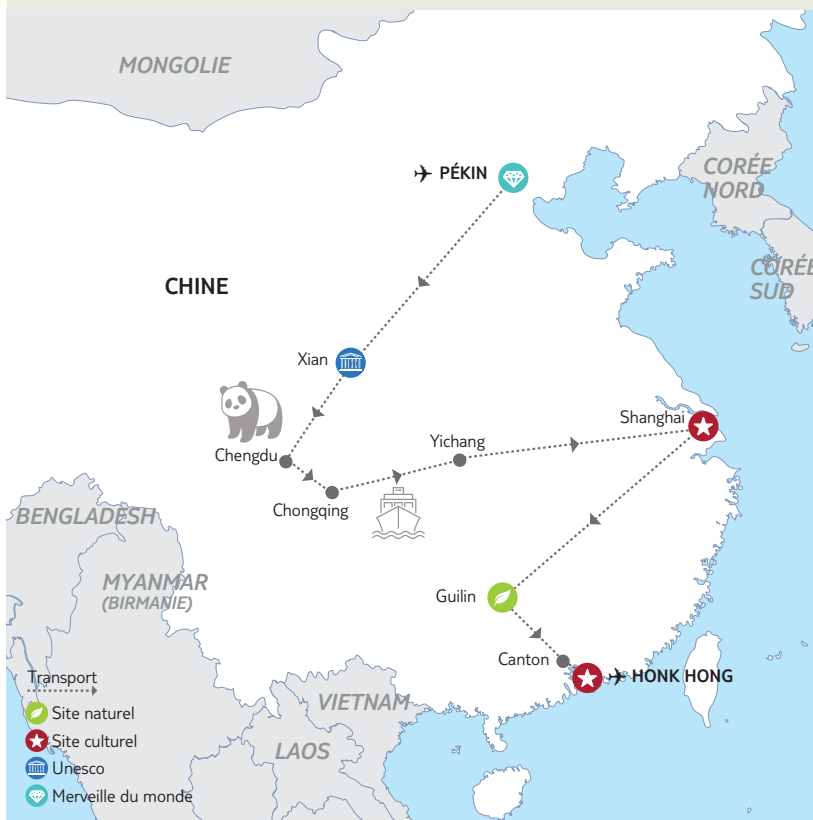 MONGOLIE
PÉKIN
CORÉE
NORD
CORÉE
SUD
CHINE
Xian
Shanghai
Chengdu
Yichang
Chongqing
BENGLADESH
MYANMAR
(BIRMANIE)
Guilin
Canton
HONK HONG
Transport
VIETNAM
Site naturel
Site culturel
LAOS
Unesco
Merveille du monde